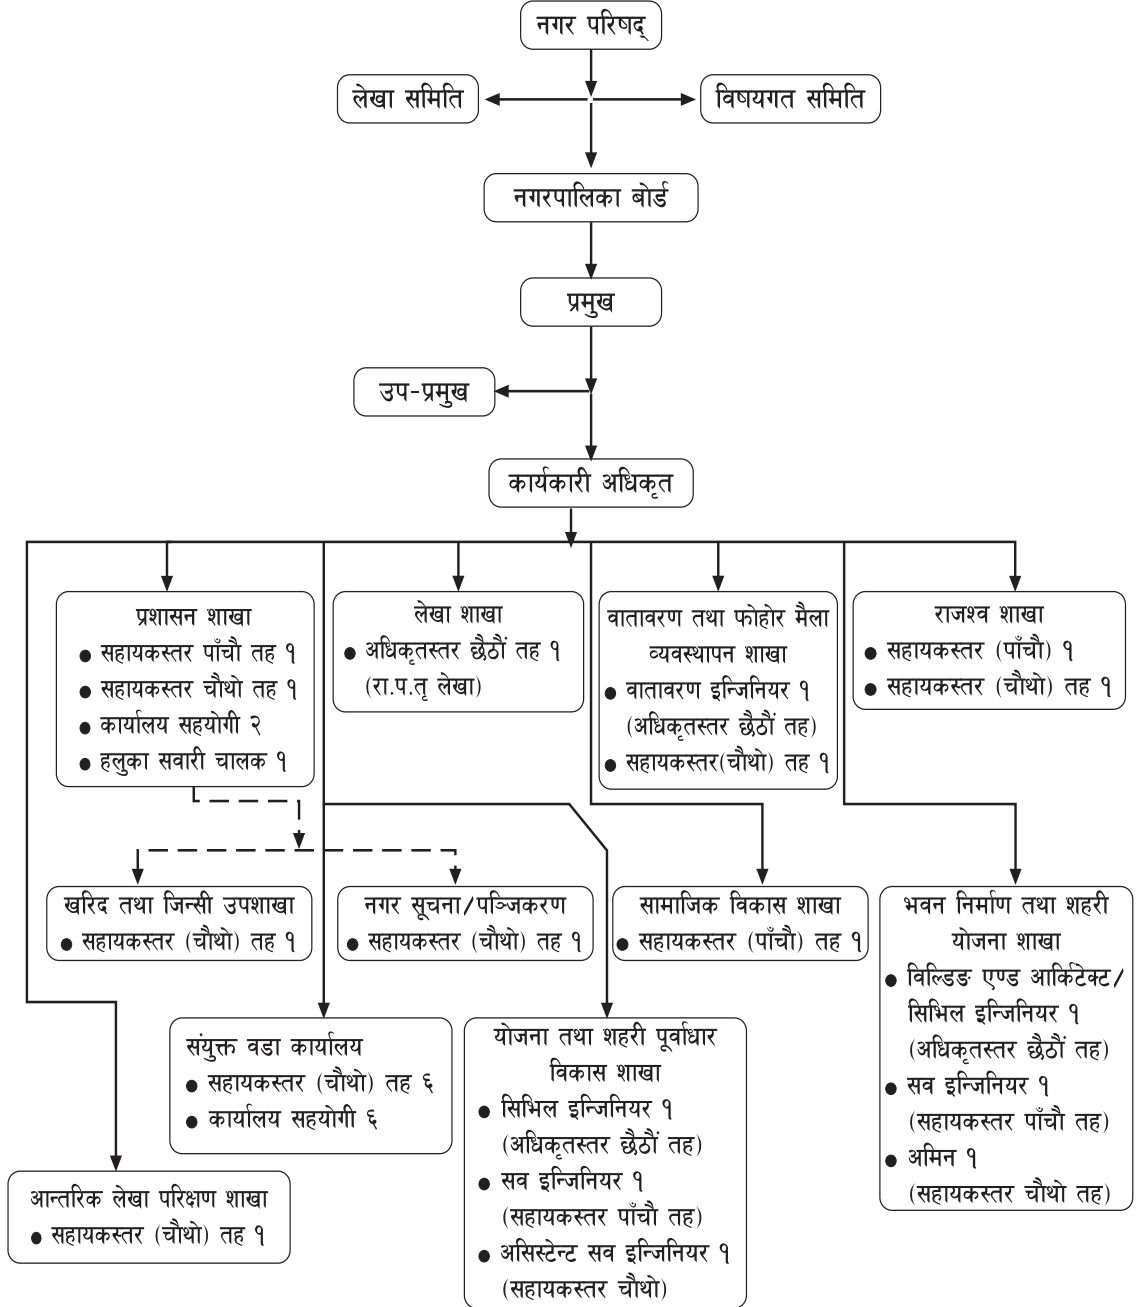 नगर परिषद्
लेखा समिति
विषयगत समिति
नगरपालिका बोर्ड
प्रमुख
उप-प्रमुख
कार्यकारी अधिकृत
प्रशासन शाखा
● सहायकस्तर पाँचौ तह १
● सहायकस्तर चौथो तह १
● कार्यालय सहयोगी २
● हलुका सवारी चालक १
लेखा शाखा
● अधिकृतस्तर छैठौं तह १
(रा.प.तृ लेखा)
वातावरण तथा फोहोर मैला
व्यवस्थापन शाखा
● वातावरण इन्जिनियर १
(अधिकृतस्तर छैठौं तह)
● सहायकस्तर(चौथो) तह १
राजश्व शाखा
● सहायकस्तर (पाँचौ) १
● सहायकस्तर (चौथो) तह १
खरिद तथा जिन्सी उपशाखा
● सहायकस्तर (चौथो) तह १
नगर सूचना/पञ्जिकरण
● सहायकस्तर (चौथो) तह १
सामाजिक विकास शाखा
● सहायकस्तर (पाँचौ) तह १
भवन निर्माण तथा शहरी
योजना शाखा
● विल्डिङ एण्ड आर्किटेक्ट/
सिभिल इन्जिनियर १
(अधिकृतस्तर छैठौं तह)
● सव इन्जिनियर १
(सहायकस्तर पाँचौ तह)
● अमिन १
(सहायकस्तर चौथो तह)
संयुक्त वडा कार्यालय
● सहायकस्तर (चौथो) तह ६
● कार्यालय सहयोगी ६
योजना तथा शहरी पूर्वाधार
विकास शाखा
● सिभिल इन्जिनियर १
(अधिकृतस्तर छैठौं तह)
● सव इन्जिनियर १
(सहायकस्तर पाँचौ तह)
● असिस्टेन्ट सव इन्जिनियर १
(सहायकस्तर चौथो)
आन्तरिक लेखा परिक्षण शाखा
● सहायकस्तर (चौथो) तह १